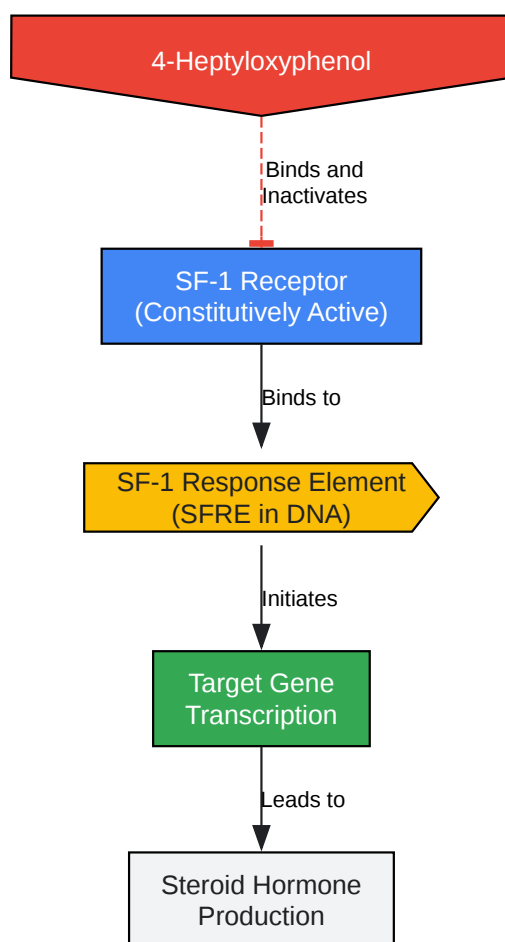 4-Heptyloxyphenol
Binds and
Inactivates
SF-1 Receptor
(Constitutively Active)
Binds to
SF-1 Response Element
(SFRE in DNA)
Initiates
Target Gene
Transcription
Leads to
Steroid Hormone
Production